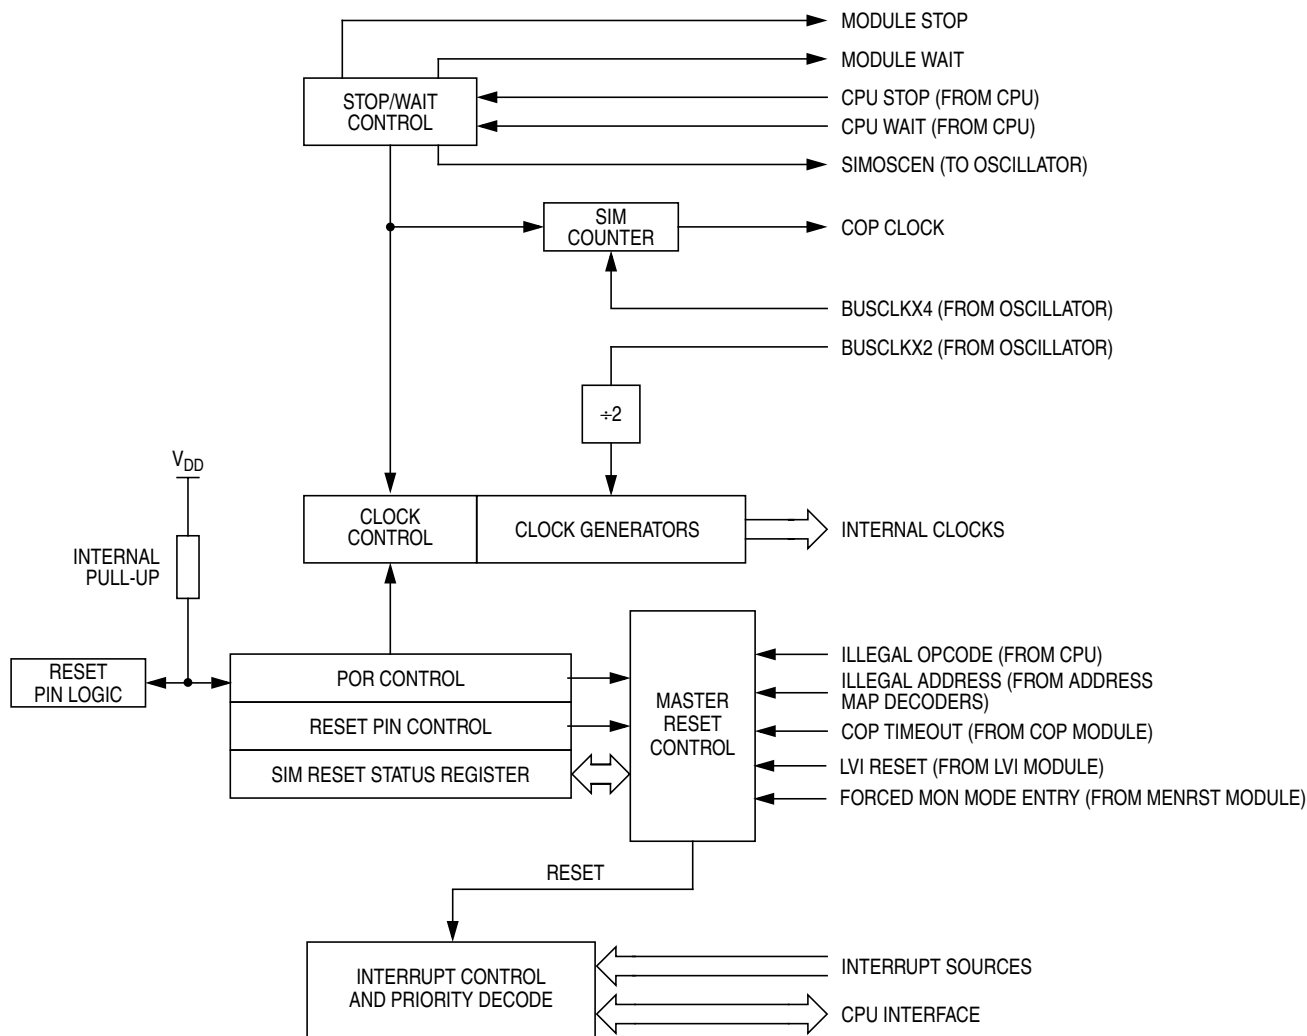 MODULE STOP
MODULE WAIT
STOP/WAIT
CONTROL
CPU STOP (FROM CPU)
CPU WAIT (FROM CPU)
SIMOSCEN (TO OSCILLATOR)
SIM
COUNTER
COP CLOCK
BUSCLKX4 (FROM OSCILLATOR)
BUSCLKX2 (FROM OSCILLATOR)
÷2
VDD
CLOCK
CONTROL
CLOCK GENERATORS
INTERNAL CLOCKS
INTERNAL
PULL-UP
RESET
PIN LOGIC
POR CONTROL
RESET PIN CONTROL
SIM RESET STATUS REGISTER
MASTER
RESET
CONTROL
ILLEGAL OPCODE (FROM CPU)
ILLEGAL ADDRESS (FROM ADDRESS
MAP DECODERS)
COP TIMEOUT (FROM COP MODULE)
LVI RESET (FROM LVI MODULE)
FORCED MON MODE ENTRY (FROM MENRST MODULE)
RESET
INTERRUPT CONTROL
AND PRIORITY DECODE
INTERRUPT SOURCES
CPU INTERFACE